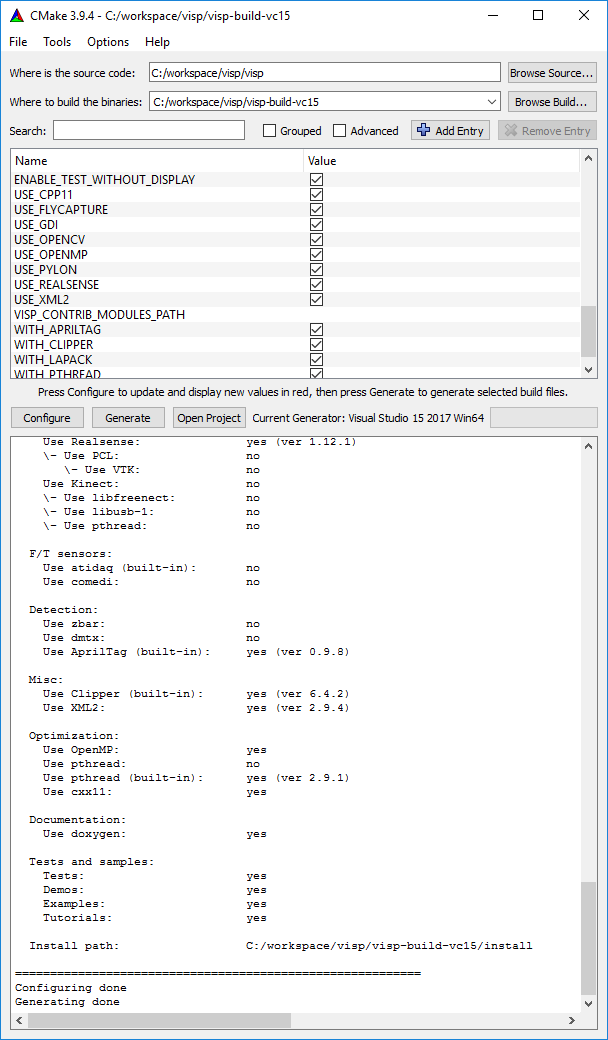 CMake 3.9.4 - C:/workspace/visp/visp-build-vc15
File Tools Options Help
Where is the source code: C:/workspace/visp/visp Browse Source...
Where to build the binaries: C:/workspace/visp/visp-build-vc15 Browse Build...
Search: Grouped Advanced Add Entry Remove Entry
Name Value
ENABLE_TEST_WITHOUT_DISPLAY
USE_CPP11
USE_FLYCAPTURE
USE_GDI
USE_OPENCV
USE_OPENMP
USE_PYLON
USE_REALSENSE
USE_XML2
VISP_CONTRIB_MODULES_PATH
WITH_APRILTAG
WITH_CLIPPER
WITH_LAPACK
WITH_PTHREAD
Press Configure to update and display new values in red, then press Generate to generate selected build files.
Configure Generate Open Project Current Generator: Visual Studio 15 2017 Win64
Use Realsense: yes (ver 1.12.1)
\- Use PCL: no
\- Use VTK: no
Use Kinect: no
\- Use libfreenect: no
\- Use libusb-1: no
\- Use pthread: no
F/T sensors:
Use atidaq (built-in): no
Use comedi: no
Detection:
Use zbar: no
Use dmtx: no
Use AprilTag (built-in): yes (ver 0.9.8)
Misc:
Use Clipper (built-in): yes (ver 6.4.2)
Use XML2: yes (ver 2.9.4)
Optimization:
Use OpenMP: yes
Use pthread: no
Use pthread (built-in): yes (ver 2.9.1)
Use cxx11: yes
Documentation:
Use doxygen: yes
Tests and samples:
Tests: yes
Demos: yes
Examples: yes
Tutorials: yes
Install path: C:/workspace/visp/visp-build-vc15/install
==========================================================
Configuring done
Generating done